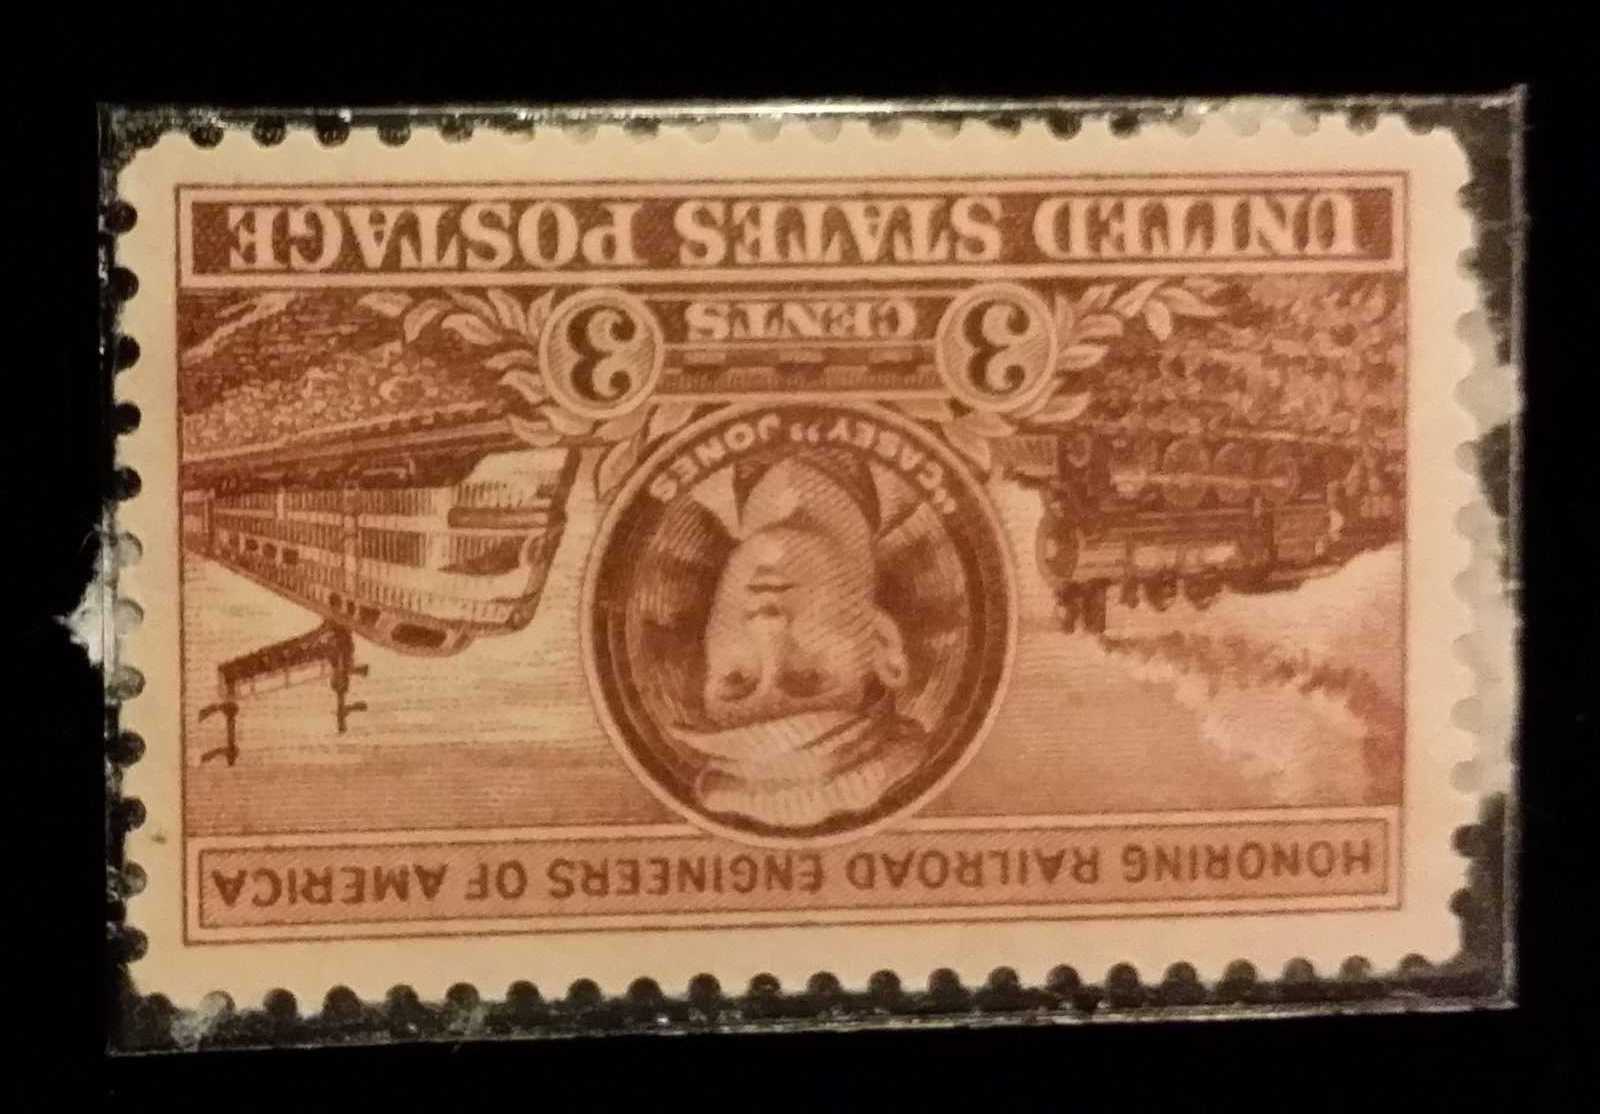 HONORING RAILROAD ENGINEERS OF AMERICA
"CASEY" JONES
3 CENTS 3
UNITED STATES POSTAGE